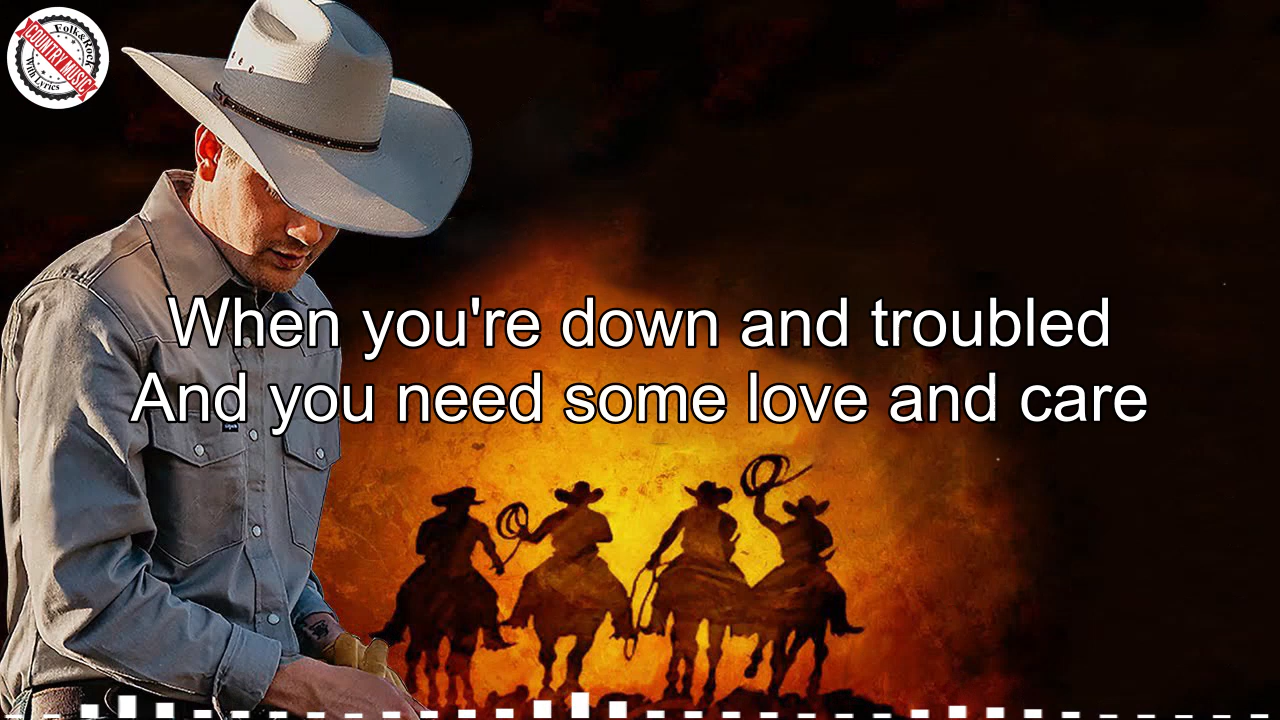 Folk&Rock
COUNTRY MUSIC
With Lyrics
When you're down and troubled
And you need some love and care